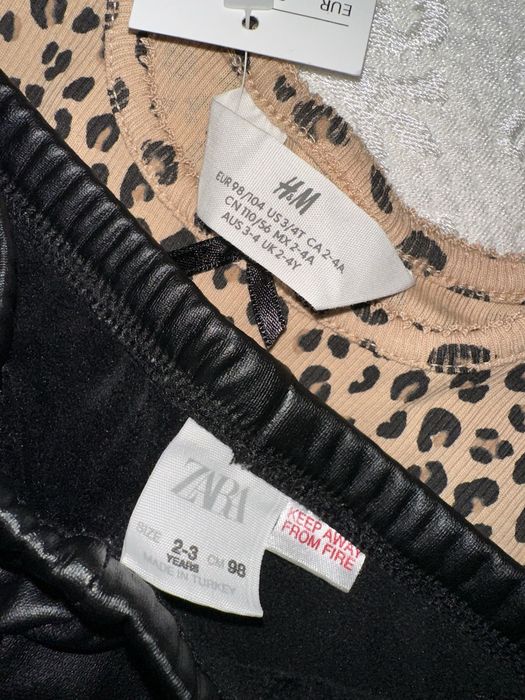 EUR
H&M
EUR 98/104 US 3/4T CA 2-4A
CN 110/56 MX 2-4A
AUS 3-4 UK 2-4Y
ZARA
SIZE 2-3 YEARS CM 98
MADE IN TURKEY
KEEP AWAY
FROM FIRE